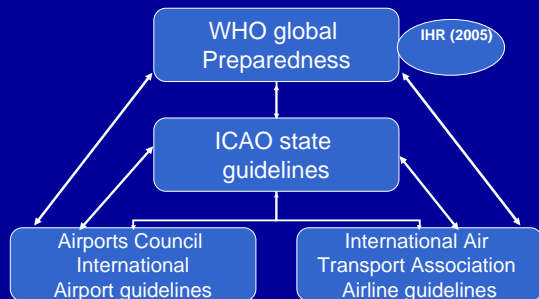 WHO global
Preparedness
IHR (2005)
ICAO state
guidelines
Airports Council
International
Airport guidelines
International Air
Transport Association
Airline guidelines